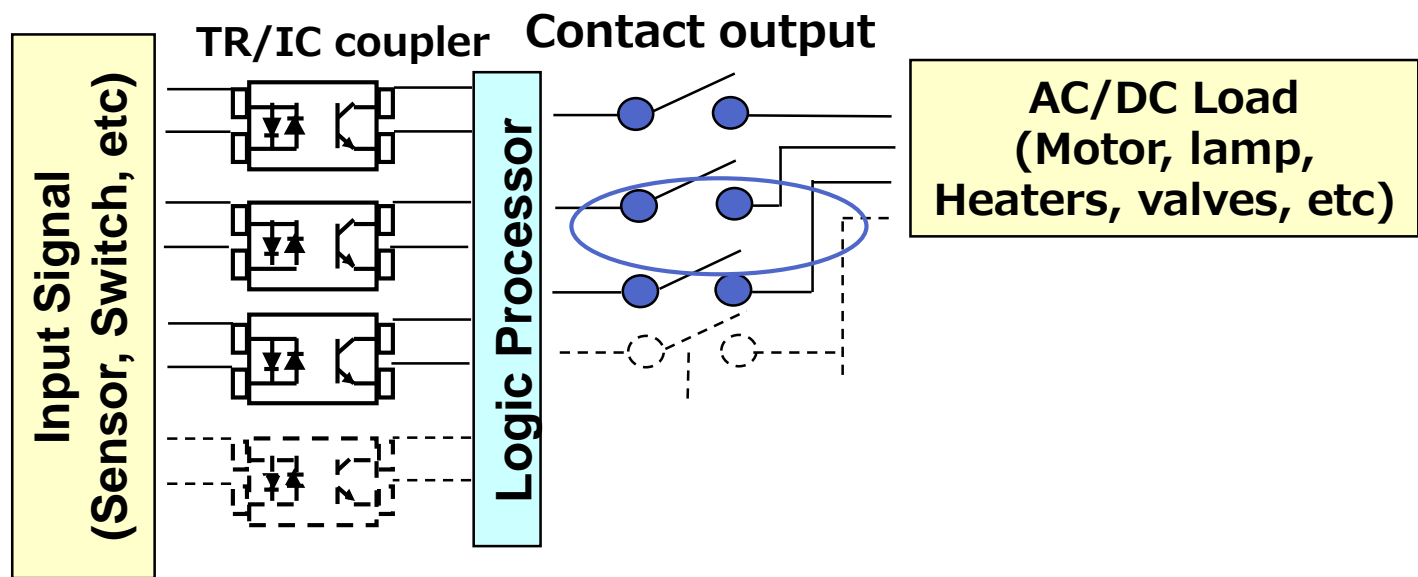 Input Signal
(Sensor, Switch, etc)
TR/IC coupler
Logic Processor
Contact output
AC/DC Load
(Motor, lamp,
Heaters, valves, etc)